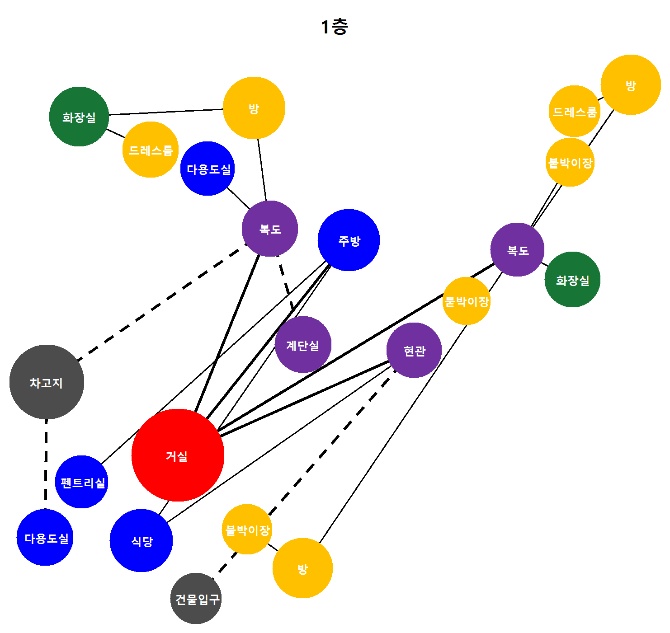 1층
방
화장실
방
드레스룸
드레스룸
다용도실
붙박이장
복도
주방
복도
화장실
붙박이장
계단실
현관
차고지
거실
펜트리실
붙박이장
다용도실
식당
방
건물입구